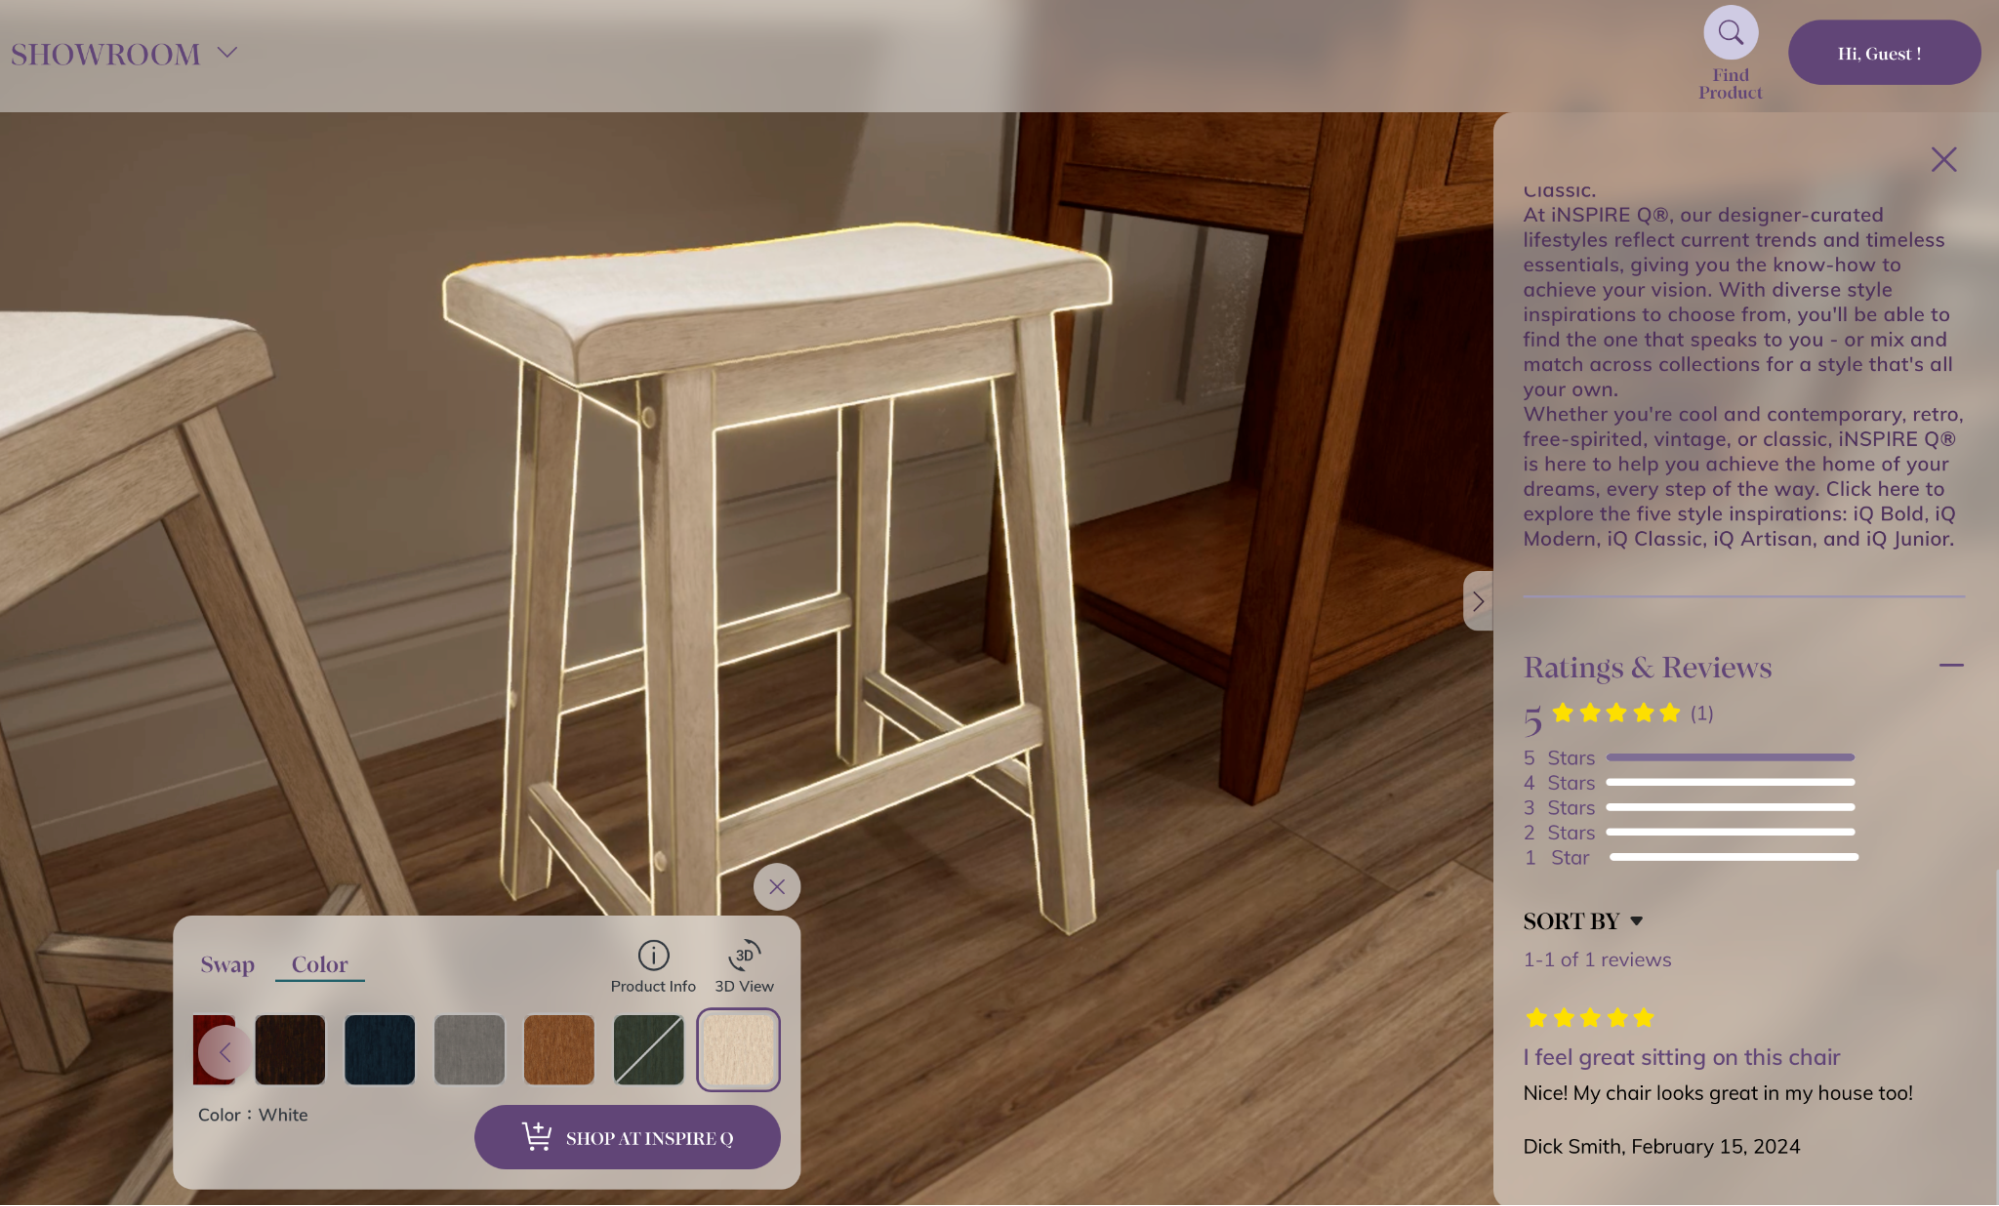 SHOWROOM
Find
Product
Hi, Guest !
Classic.
At iNSPIRE Q®, our designer-curated
lifestyles reflect current trends and timeless
essentials, giving you the know-how to
achieve your vision. With diverse style
inspirations to choose from, you'll be able to
find the one that speaks to you - or mix and
match across collections for a style that's all
your own.
Whether you're cool and contemporary, retro,
free-spirited, vintage, or classic, iNSPIRE Q®
is here to help you achieve the home of your
dreams, every step of the way. Click here to
explore the five style inspirations: iQ Bold, iQ
Modern, iQ Classic, iQ Artisan, and iQ Junior.
Ratings & Reviews
5 (1)
5 Stars
4 Stars
3 Stars
2 Stars
1 Star
SORT BY
1-1 of 1 reviews
I feel great sitting on this chair
Nice! My chair looks great in my house too!
Dick Smith, February 15, 2024
Swap
Color
Product Info
3D
3D View
Color : White
SHOP AT INSPIRE Q